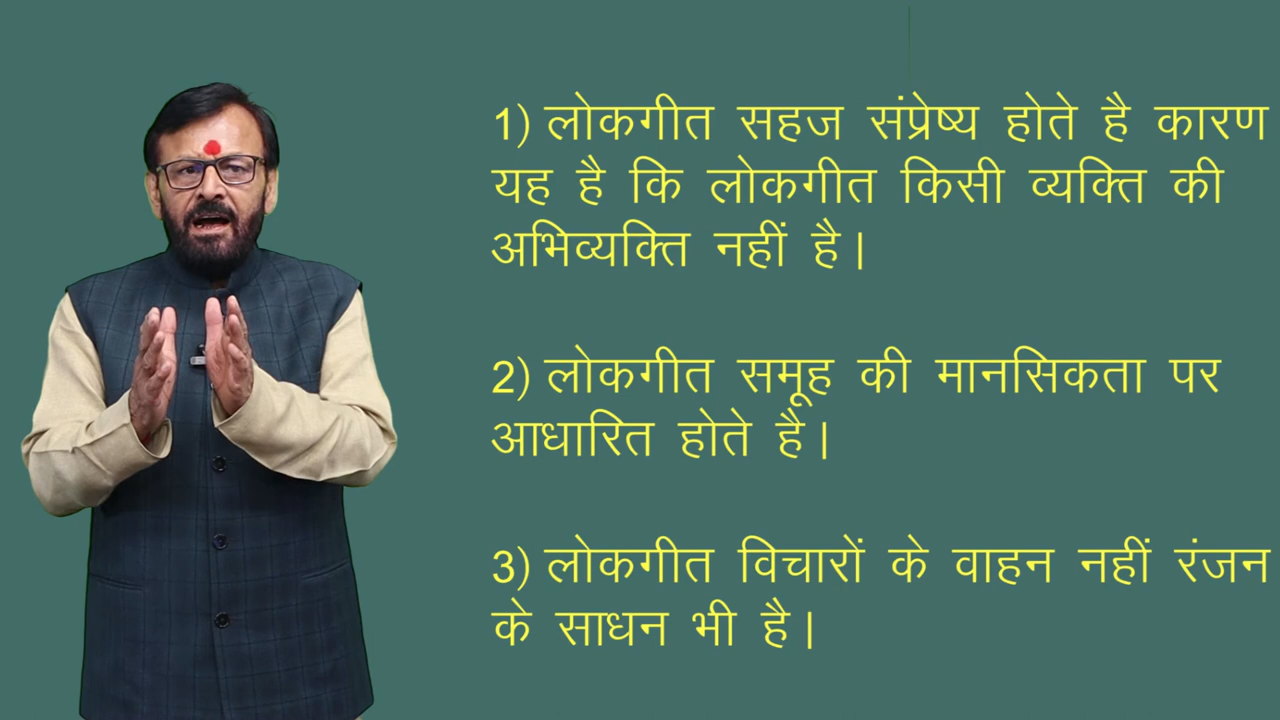 1) लोकगीत सहज संप्रेष्य होते है कारण
यह है कि लोकगीत किसी व्यक्ति की
अभिव्यक्ति नहीं है।
2) लोकगीत समूह की मानसिकता पर
आधारित होते है।
3) लोकगीत विचारों के वाहन नहीं रंजन
के साधन भी है।